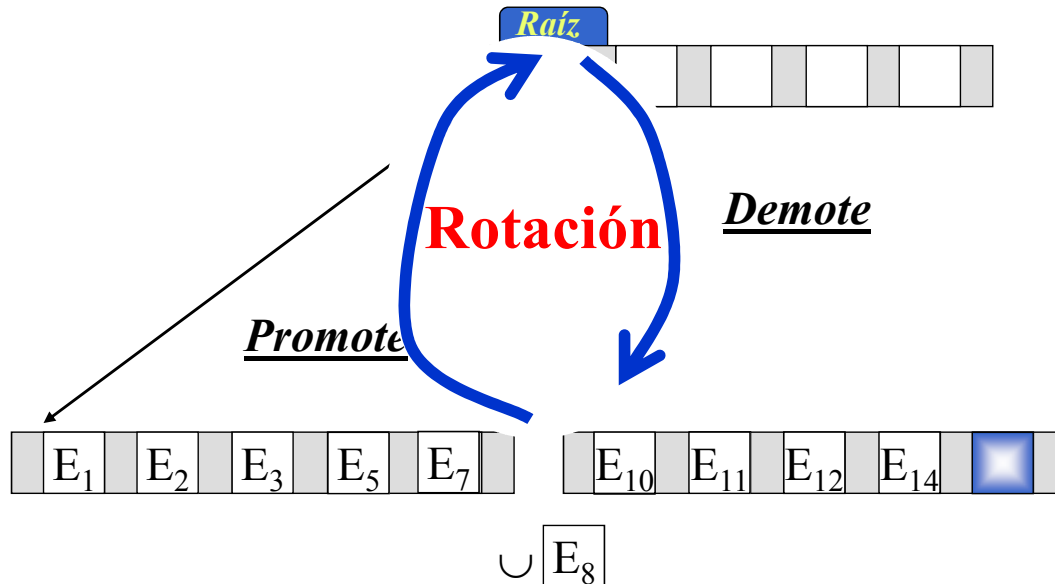 Raíz
Demote
Rotación
Promote
E₁ E₂ E₃ E₅ E₇ E₁₀ E₁₁ E₁₂ E₁₄
∪ E₈